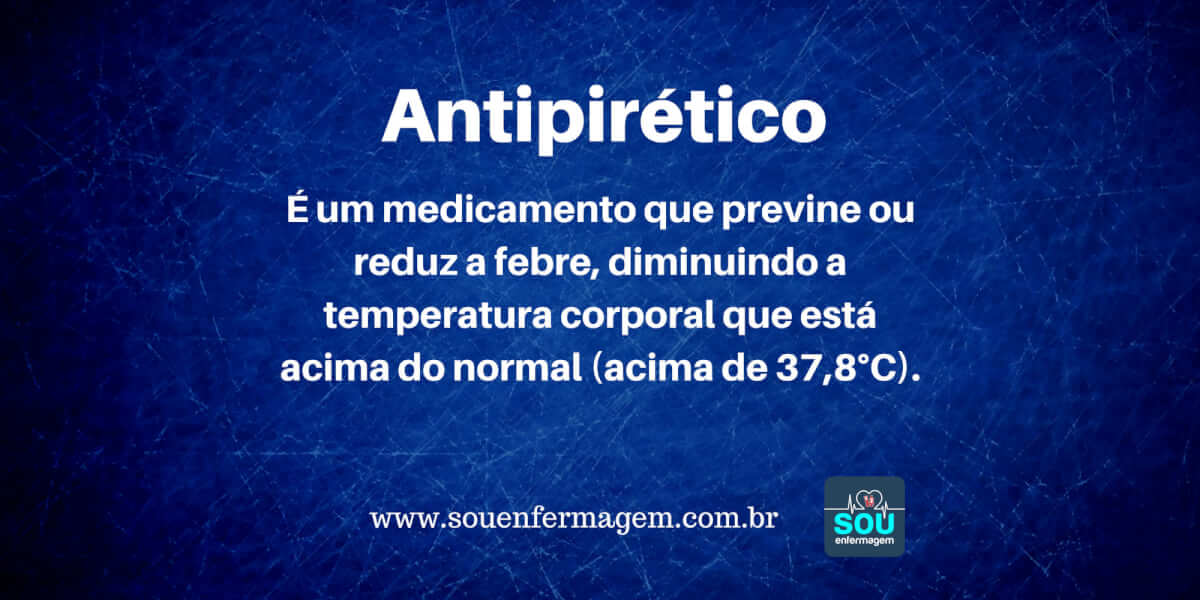 Antipirético
É um medicamento que previne ou
reduz a febre, diminuindo a
temperatura corporal que está
acima do normal (acima de 37,8°C).
www.souenfermagem.com.br
SOU
enfermagem